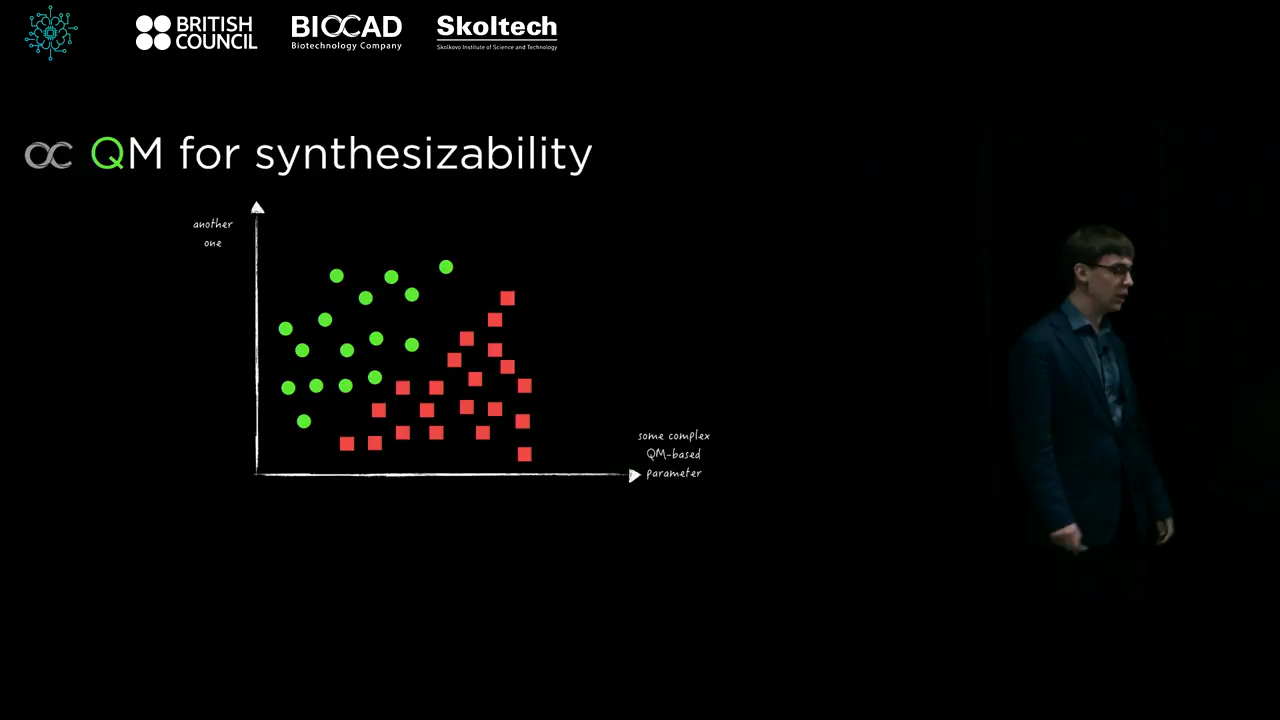 BRITISH
COUNCIL
BIOCAD
Biotechnology Company
Skoltech
Skolkovo Institute of Science and Technology
QM for synthesizability
another
one
some complex
QM-based
parameter